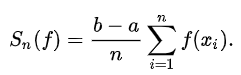 $S_n(f) = \frac{b-a}{n} \sum_{i=1}^{n} f(x_i).$